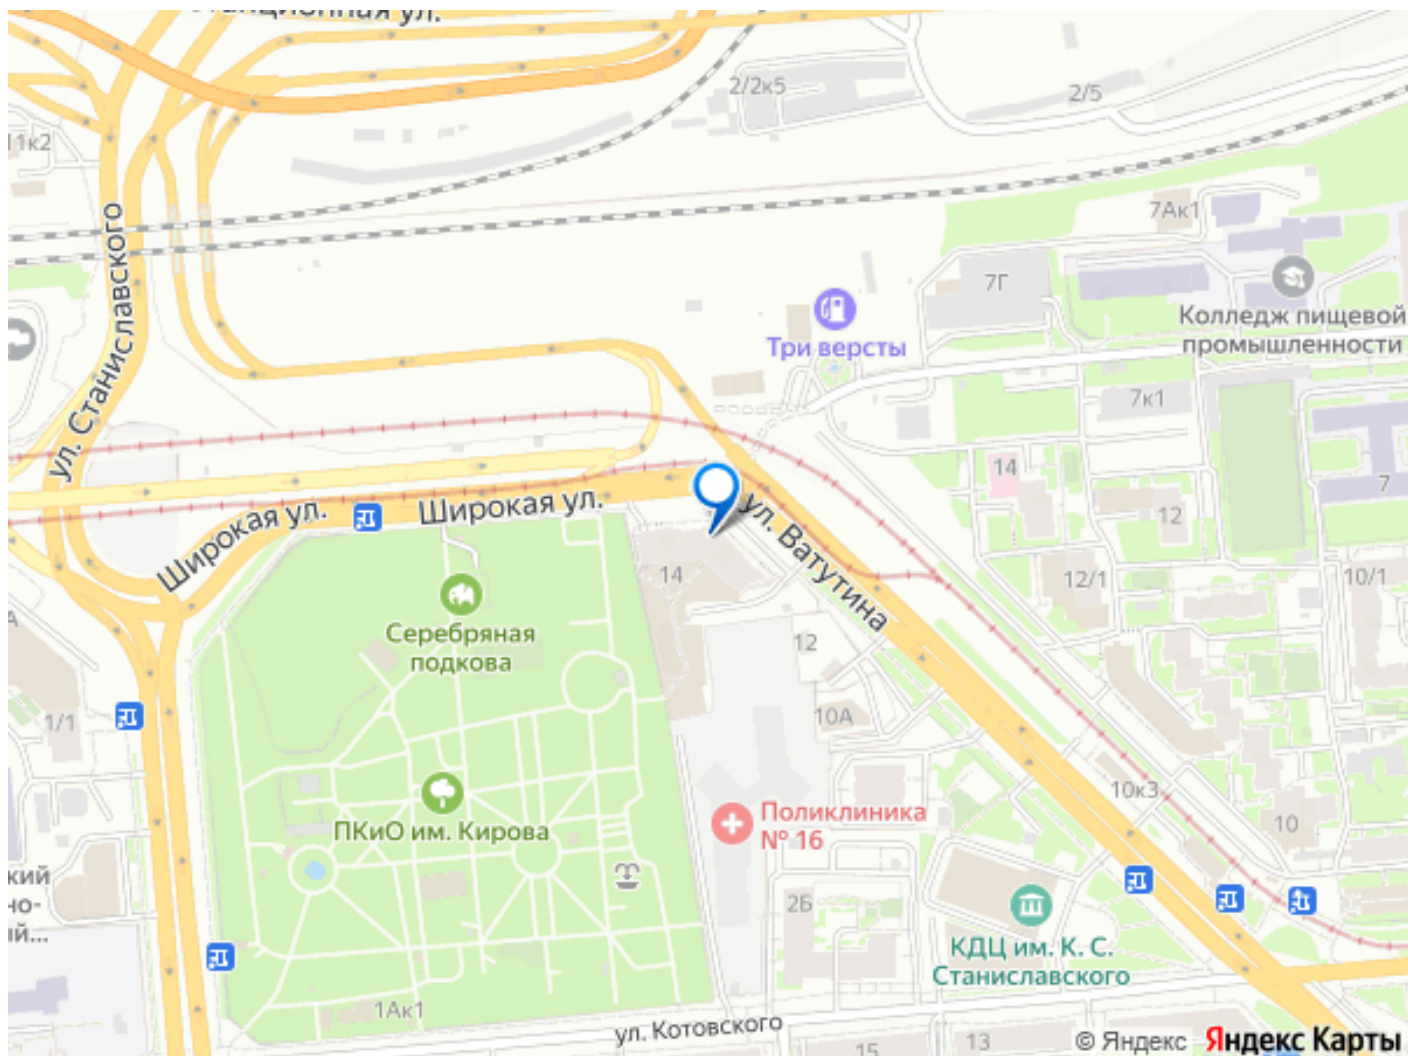 11к2
2/2к5
2/5
ул. Станиславского
7Ак1
7Г
Колледж пищевой
промышленности
Три версты
7к1
14
7
12
Широкая ул.
Широкая ул.
ул. Ватутина
14
12/1
10/1
Серебряная
подкова
12
1/1
10А
10к3
ПКиО им. Кирова
Поликлиника
№ 16
10
2Б
КДЦ им. К. С.
Станиславского
1Ак1
ул. Котовского
15
13
© Яндекс
Яндекс Карты